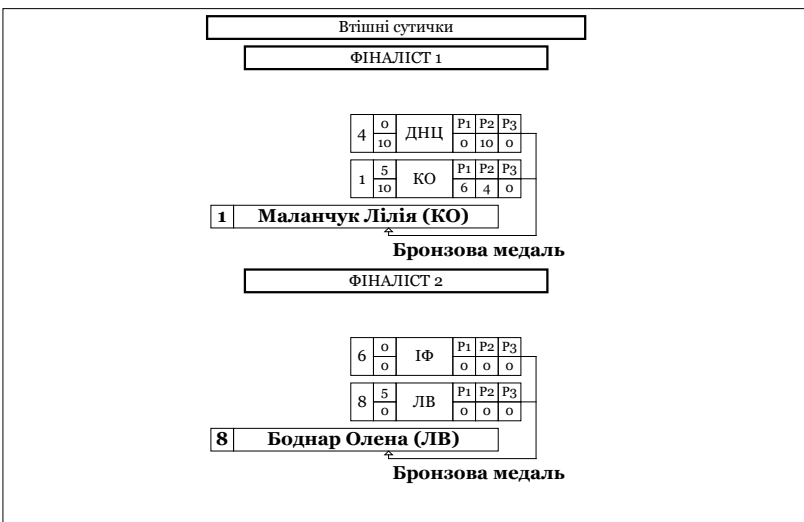 Втішні сутички
ФІНАЛІСТ 1
4 0 ДНЦ P1 P2 P3
10 0 10 0
1 5 КО P1 P2 P3
10 6 4 0
1 Маланчук Лілія (КО)
Бронзова медаль
ФІНАЛІСТ 2
6 0 ІФ P1 P2 P3
0 0 0 0
8 5 ЛВ P1 P2 P3
0 0 0 0
8 Боднар Олена (ЛВ)
Бронзова медаль